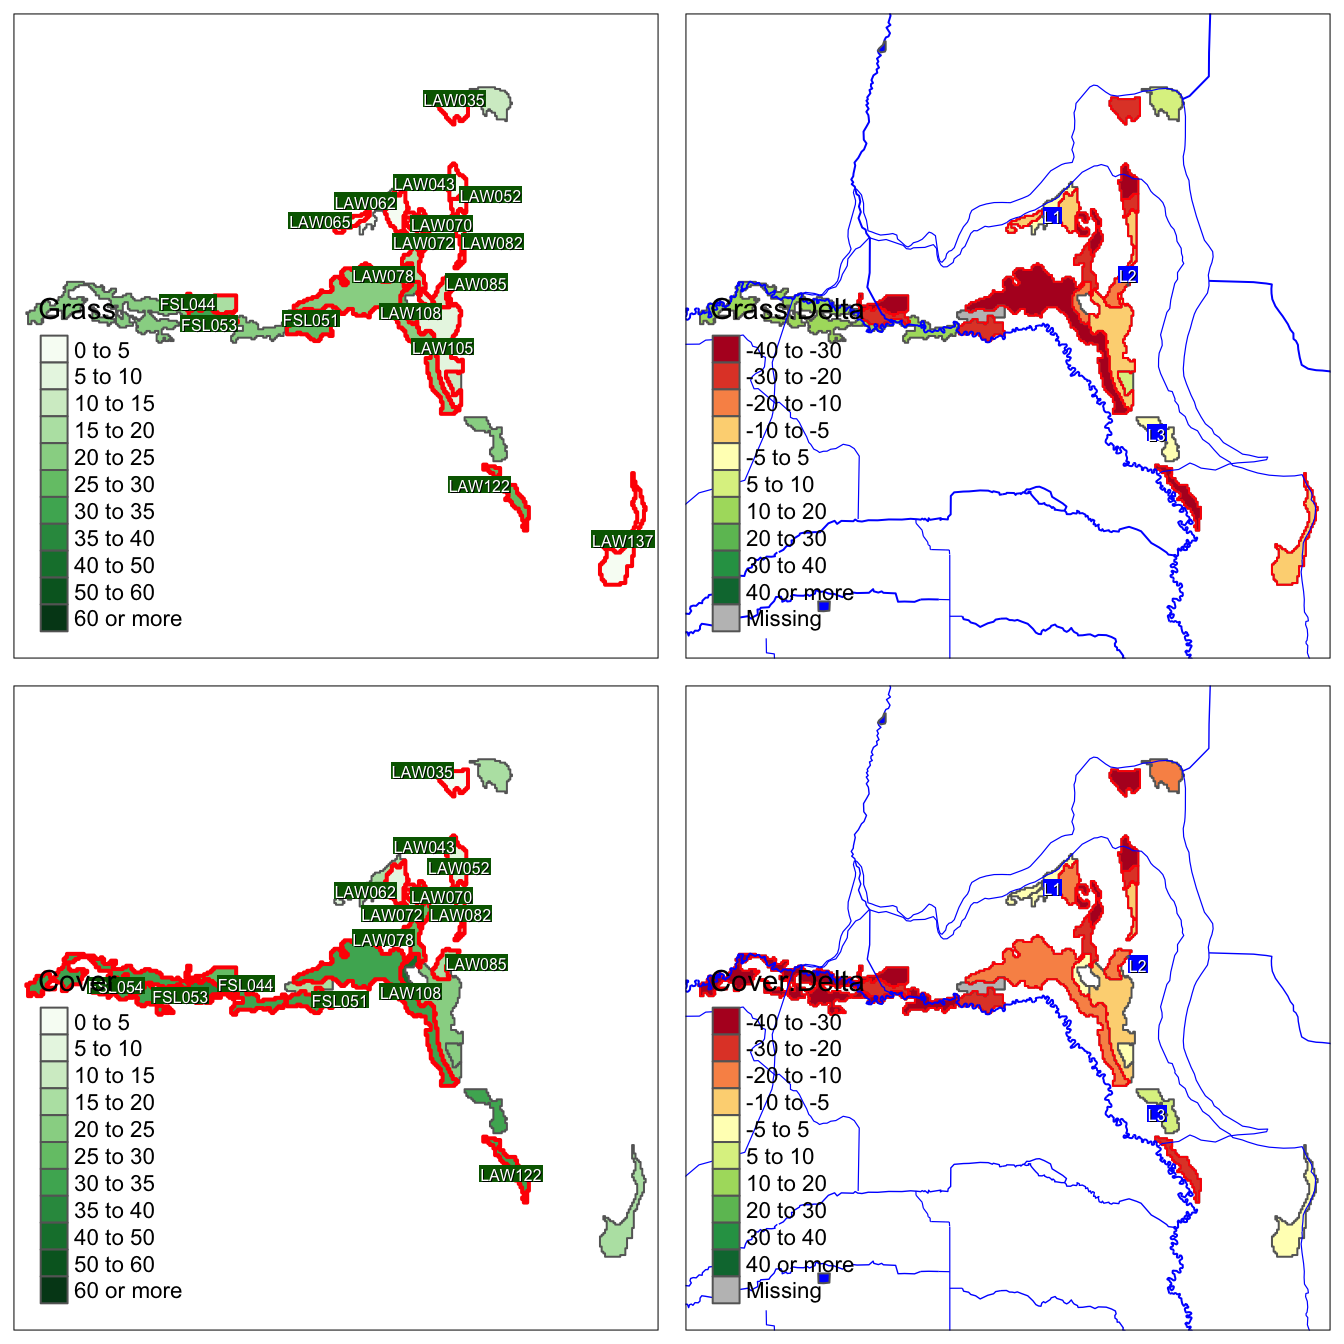 LAW035
LAW043
LAW062
LAW052
LAW065
LAW070
LAW072
LAW082
LAW078
LAW085
FSL044
LAW108
FSL053
FSL051
LAW105
LAW122
LAW137
Grass
0 to 5
5 to 10
10 to 15
15 to 20
20 to 25
25 to 30
30 to 35
35 to 40
40 to 50
50 to 60
60 or more
L1
L2
L3
Grass.Delta
-40 to -30
-30 to -20
-20 to -10
-10 to -5
-5 to 5
5 to 10
10 to 20
20 to 30
30 to 40
40 or more
Missing
LAW035
LAW043
LAW052
LAW062
LAW070
LAW072
LAW082
LAW078
LAW085
FSL054
FSL044
FSL053
LAW108
FSL051
LAW122
Cover
0 to 5
5 to 10
10 to 15
15 to 20
20 to 25
25 to 30
30 to 35
35 to 40
40 to 50
50 to 60
60 or more
L1
L2
L3
Cover.Delta
-40 to -30
-30 to -20
-20 to -10
-10 to -5
-5 to 5
5 to 10
10 to 20
20 to 30
30 to 40
40 or more
Missing